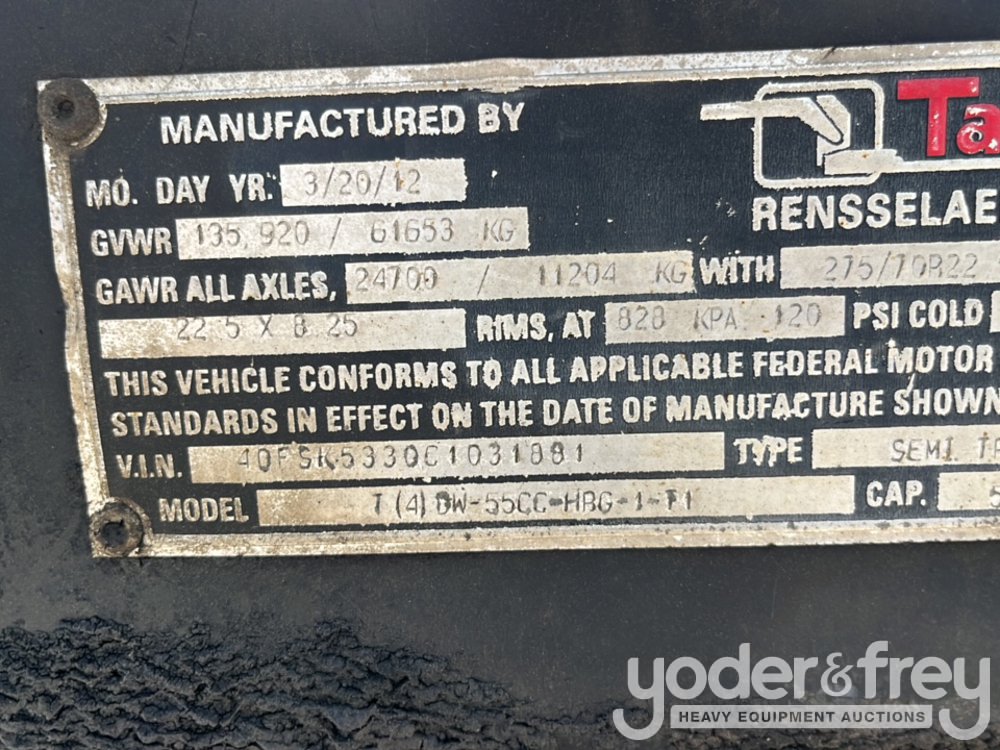 MANUFACTURED BY
Ta
MO. DAY YR. 3/20/12
RENSSELAE
GVWR 135,920 / 61653 KG
GAWR ALL AXLES, 24700 / 11204 KG WITH 275/70R22
22.5 X 8.25 RIMS, AT 828 KPA 120 PSI COLD
THIS VEHICLE CONFORMS TO ALL APPLICABLE FEDERAL MOTOR
STANDARDS IN EFFECT ON THE DATE OF MANUFACTURE SHOWN
V.I.N. TYPE SEMI TR
MODEL T(4)DW-55CC-HBG-1-T1 CAP. 5
yoder&frey
HEAVY EQUIPMENT AUCTIONS